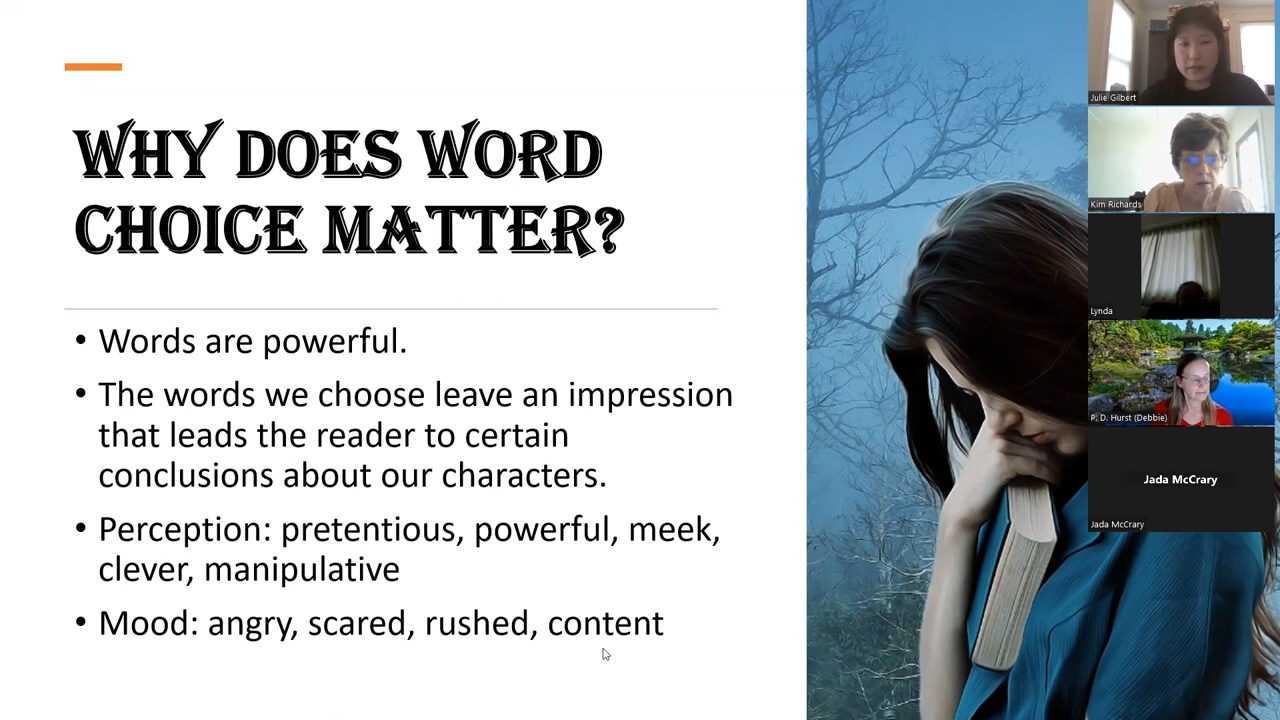 WHY DOES WORD
CHOICE MATTER?
• Words are powerful.
• The words we choose leave an impression
that leads the reader to certain
conclusions about our characters.
• Perception: pretentious, powerful, meek,
clever, manipulative
• Mood: angry, scared, rushed, content
Julie Gilbert
Kim Richards
Lynda
P. D. Hurst (Debbie)
Jada McCrary
Jada McCrary